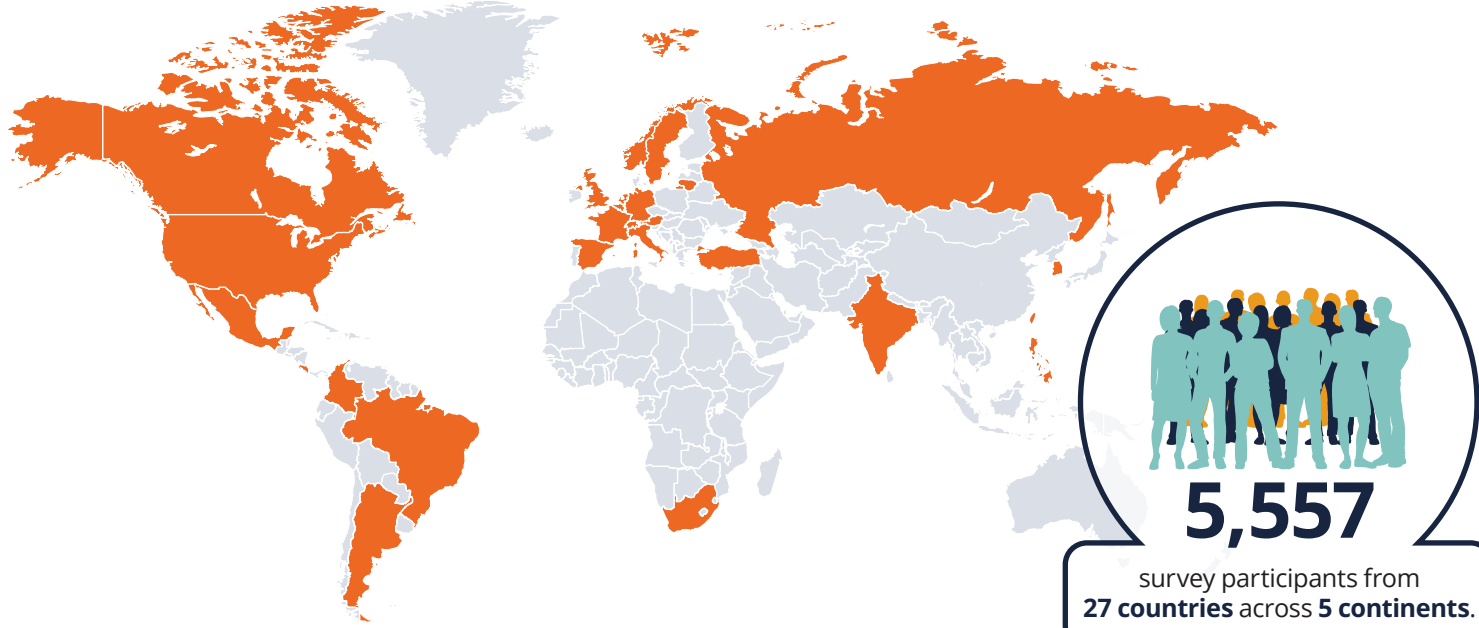 5,557
survey participants from
27 countries across 5 continents.